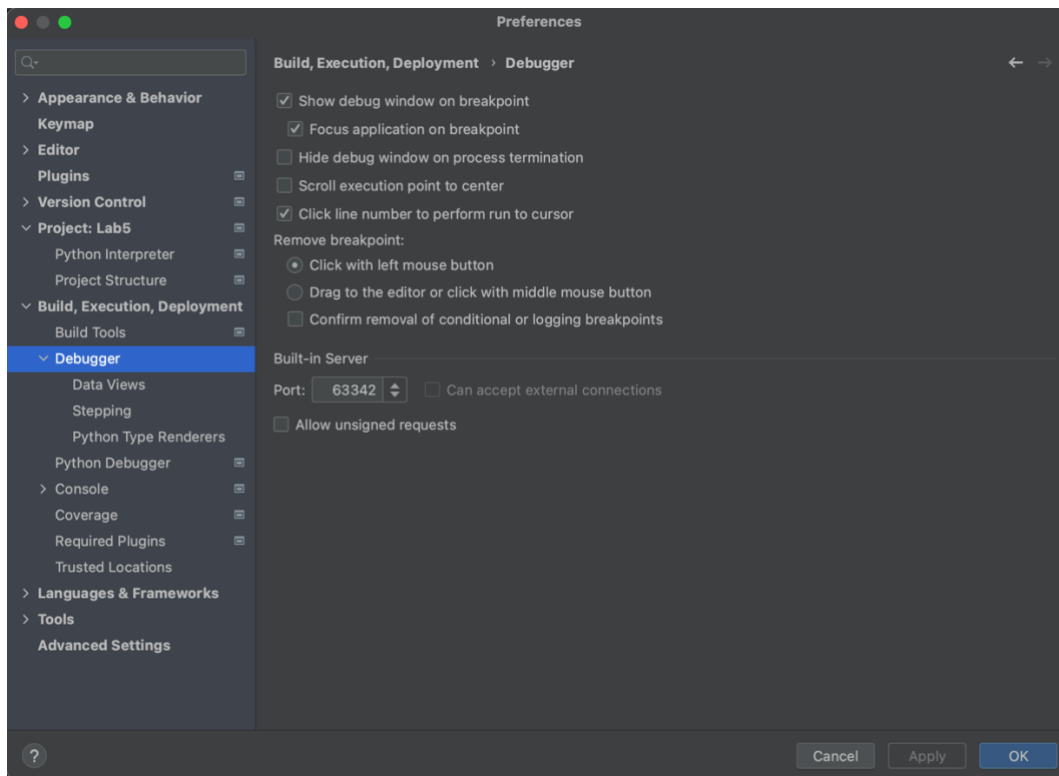 Preferences
Appearance & Behavior
Keymap
Editor
Plugins
Version Control
Project: Lab5
Python Interpreter
Project Structure
Build, Execution, Deployment
Build Tools
Debugger
Data Views
Stepping
Python Type Renderers
Python Debugger
Console
Coverage
Required Plugins
Trusted Locations
Languages & Frameworks
Tools
Advanced Settings
Build, Execution, Deployment › Debugger
Show debug window on breakpoint
Focus application on breakpoint
Hide debug window on process termination
Scroll execution point to center
Click line number to perform run to cursor
Remove breakpoint:
Click with left mouse button
Drag to the editor or click with middle mouse button
Confirm removal of conditional or logging breakpoints
Built-in Server
Port: 63342 Can accept external connections
Allow unsigned requests
? Cancel Apply OK